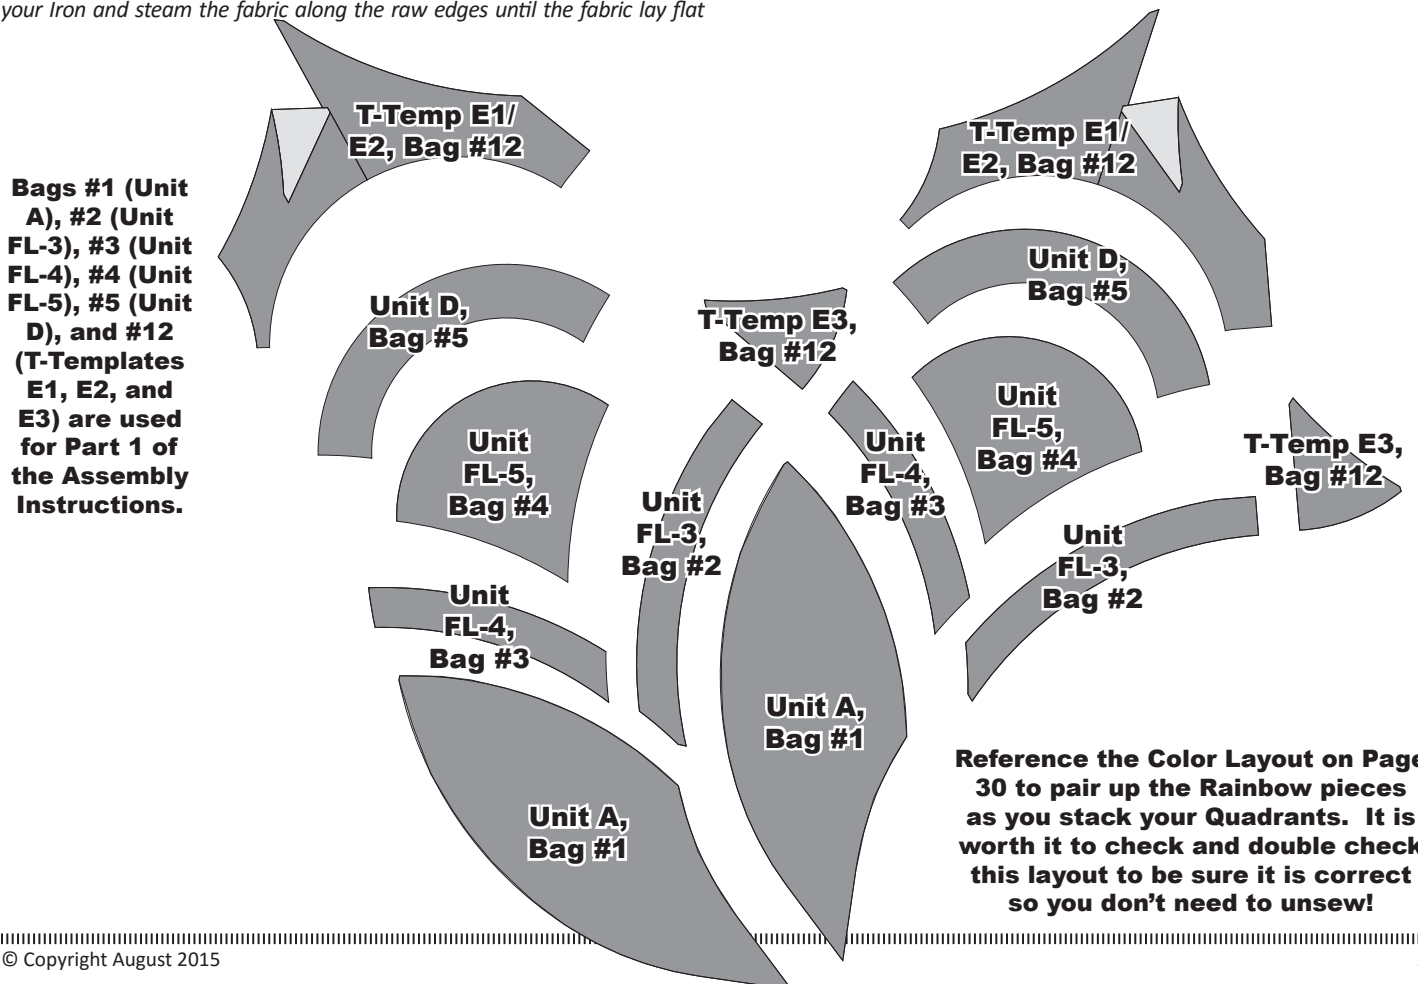 your Iron and steam the fabric along the raw edges until the fabric lay flat
T-Temp E1/
E2, Bag #12
T-Temp E1/
E2, Bag #12
Bags #1 (Unit
A), #2 (Unit
FL-3), #3 (Unit
FL-4), #4 (Unit
FL-5), #5 (Unit
D), and #12
(T-Templates
E1, E2, and
E3) are used
for Part 1 of
the Assembly
Instructions.
Unit D,
Bag #5
T-Temp E3,
Bag #12
Unit D,
Bag #5
Unit
FL-5,
Bag #4
Unit
FL-3,
Bag #2
Unit
FL-4,
Bag #3
Unit
FL-5,
Bag #4
T-Temp E3,
Bag #12
Unit
FL-3,
Bag #2
Unit
FL-4,
Bag #3
Unit A,
Bag #1
Unit A,
Bag #1
Reference the Color Layout on Page
30 to pair up the Rainbow pieces
as you stack your Quadrants. It is
worth it to check and double check
this layout to be sure it is correct
so you don't need to unsew!
© Copyright August 2015